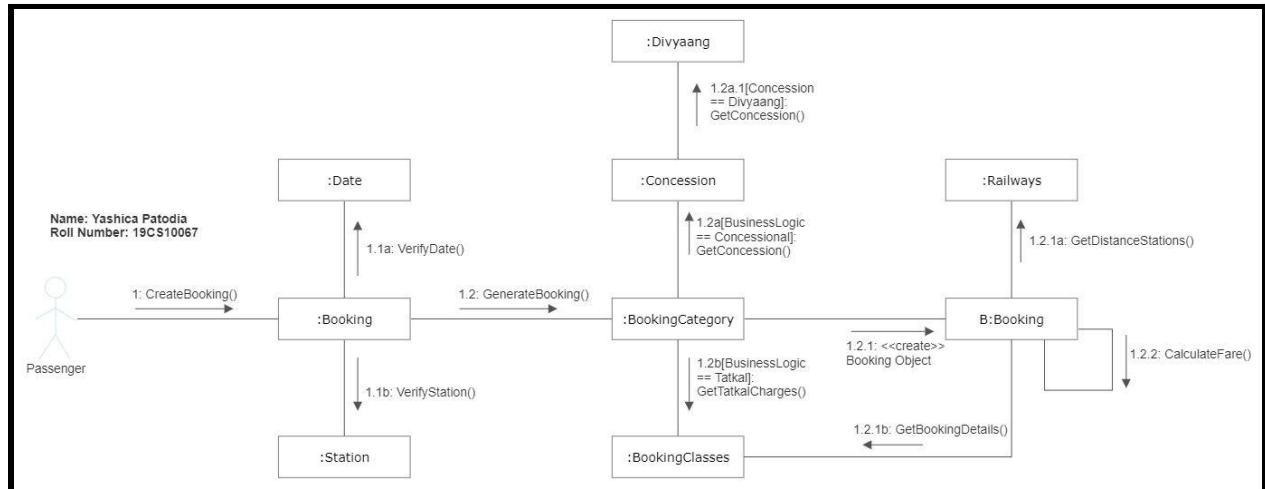 :Divyaang
1.2a.1[Concession
== Divyaang]:
GetConcession()
:Date
:Concession
:Railways
Name: Yashica Patodia
Roll Number: 19CS10067
1.1a: VerifyDate()
1.2a[BusinessLogic
== Concessional]:
GetConcession()
1.2.1a: GetDistanceStations()
1: CreateBooking()
:Booking
1.2: GenerateBooking()
:BookingCategory
B:Booking
Passenger
1.1b: VerifyStation()
1.2b[BusinessLogic
== Tatkal]:
GetTatkalCharges()
1.2.1: <<create>>
Booking Object
1.2.2: CalculateFare()
1.2.1b: GetBookingDetails()
:Station
:BookingClasses